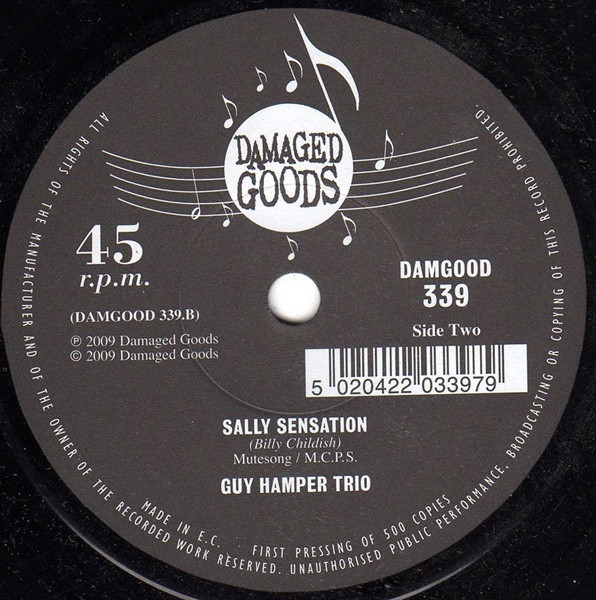 DAMAGED
GOODS
45
r.p.m.
(DAMGOOD 339.B)
℗ 2009 Damaged Goods
© 2009 Damaged Goods
DAMGOOD
339
Side Two
5 020422 033979
SALLY SENSATION
(Billy Childish)
Mutesong / M.C.P.S.
GUY HAMPER TRIO
ALL RIGHTS OF THE MANUFACTURER AND OF THE OWNER OF THE RECORDED WORK RESERVED. UNAUTHORISED PUBLIC PERFORMANCE, BROADCASTING OR COPYING OF THIS RECORD PROHIBITED.
MADE IN E.C.
FIRST PRESSING OF 500 COPIES